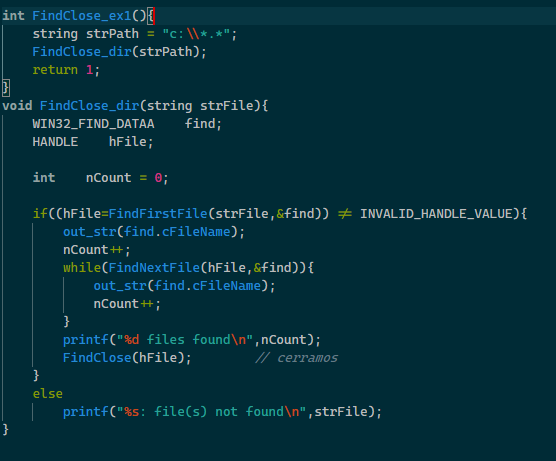 int FindClose_ex1(){
    string strPath = "c:\\*.*";
    FindClose_dir(strPath);
    return 1;
}
void FindClose_dir(string strFile){
    WIN32_FIND_DATAA    find;
    HANDLE    hFile;

    int    nCount = 0;

    if((hFile=FindFirstFile(strFile,&find)) != INVALID_HANDLE_VALUE){
        out_str(find.cFileName);
        nCount++;
        while(FindNextFile(hFile,&find)){
            out_str(find.cFileName);
            nCount++;
        }
        printf("%d files found\n",nCount);
        FindClose(hFile);        // cerramos
    }
    else
        printf("%s: file(s) not found\n",strFile);
}